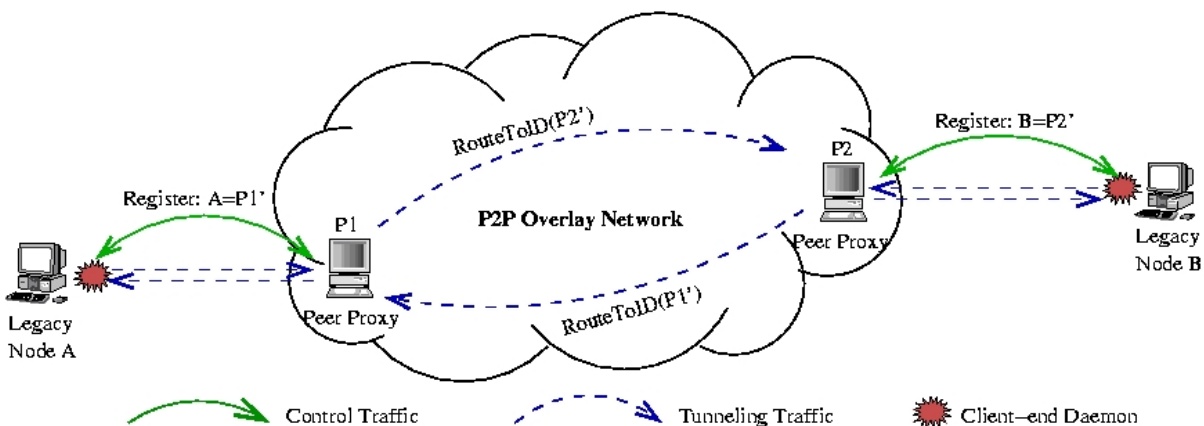 RouteToID(P2')
Register: B=P2'
P2
Register: A=P1'
P1
P2P Overlay Network
Peer Proxy
Legacy
Node B
Peer Proxy
RouteToID(P1')
Legacy
Node A
Control Traffic
Tunneling Traffic
Client-end Daemon